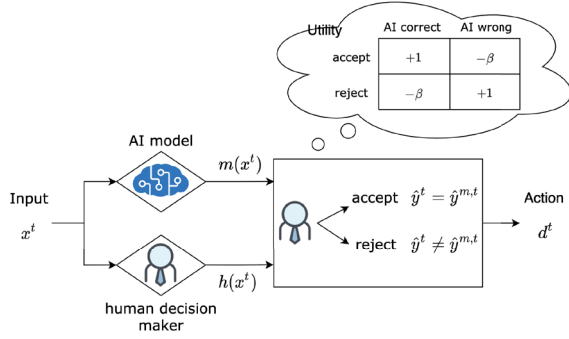 Utility AI correct AI wrong
accept +1 −β
reject −β +1
AI model
m(x^t)
Input
x^t
accept ŷ^t = ŷ^{m,t}
reject ŷ^t ≠ ŷ^{m,t}
Action
d^t
h(x^t)
human decision
maker